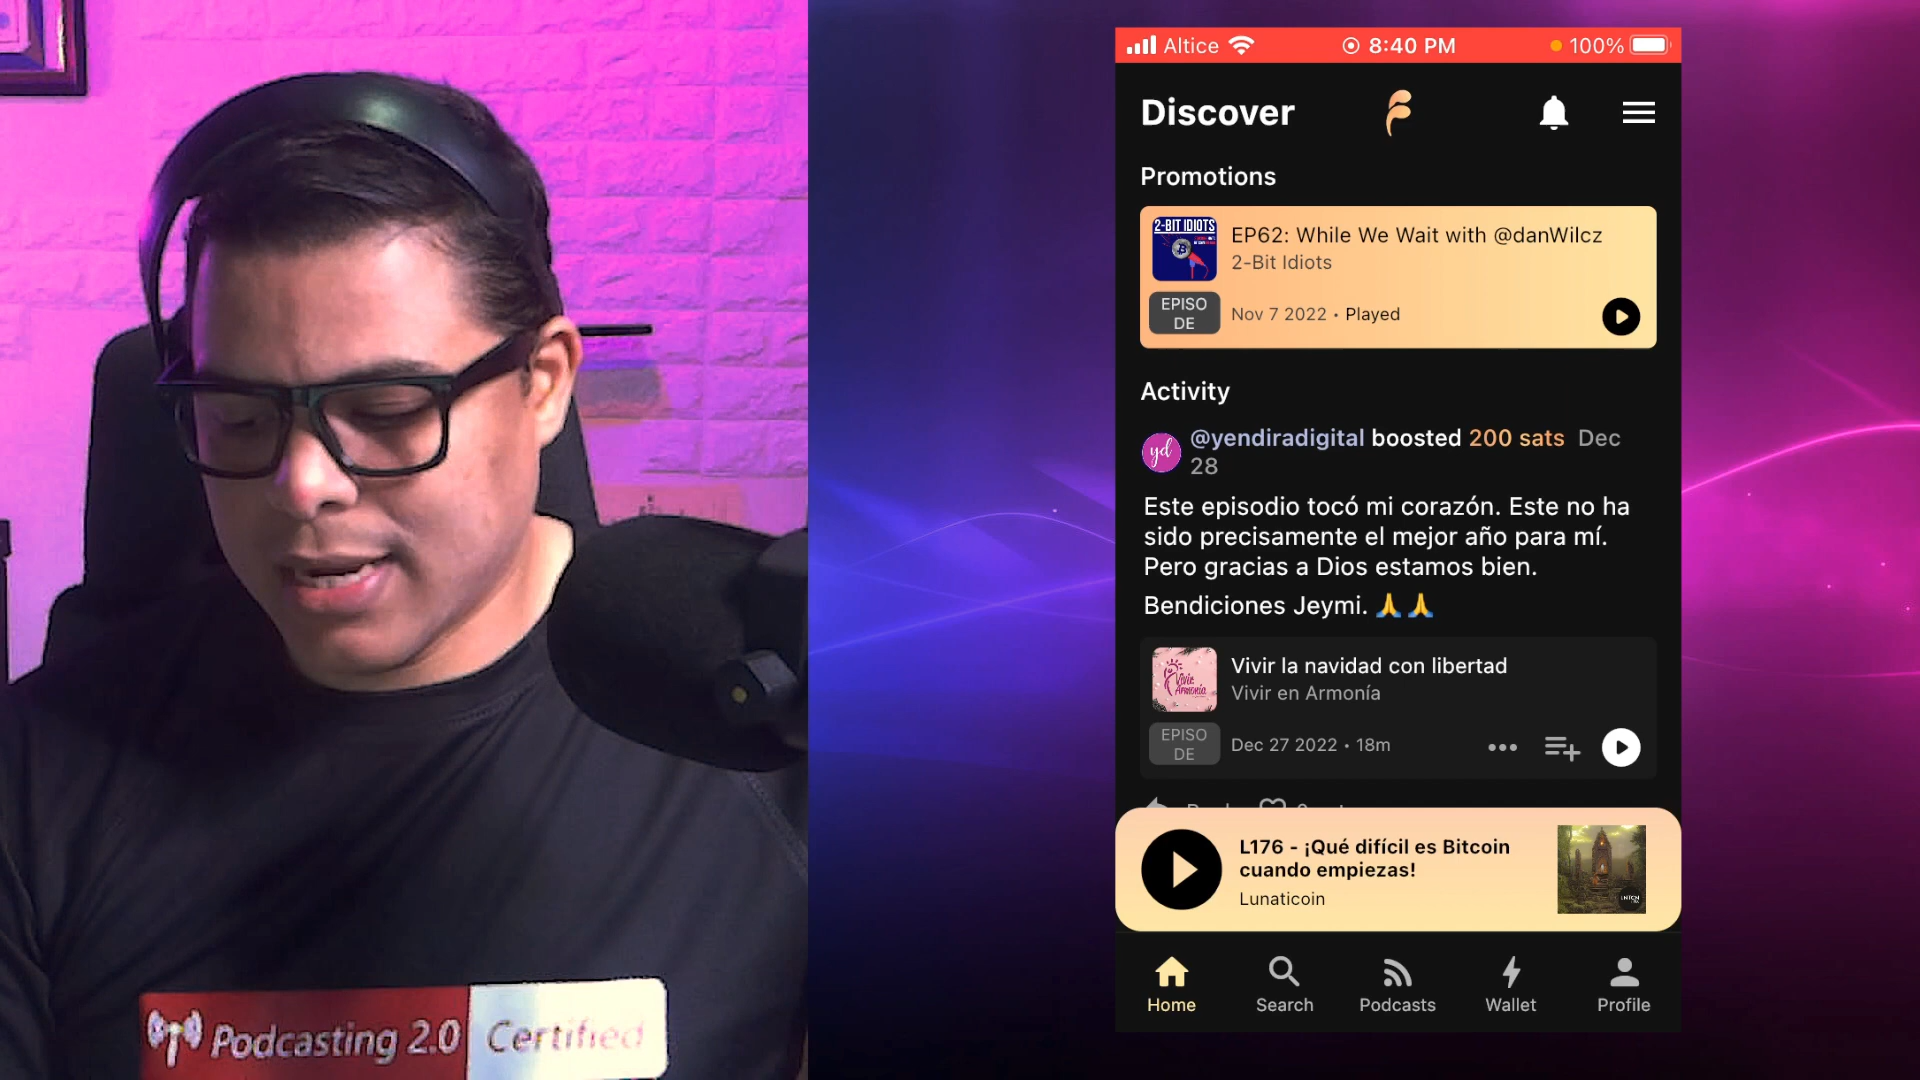 Podcasting 2.0 Certified
Altice 8:40 PM 100%
Discover
Promotions
2-BIT IDIOTS
EP62: While We Wait with @danWilcz
2-Bit Idiots
EPISO
DE
Nov 7 2022 • Played
Activity
yd
@yendiradigital boosted 200 sats Dec
28
Este episodio tocó mi corazón. Este no ha
sido precisamente el mejor año para mí.
Pero gracias a Dios estamos bien.
Bendiciones Jeymi. 🙏🙏
Vivir
Armonía
Vivir la navidad con libertad
Vivir en Armonía
EPISO
DE
Dec 27 2022 • 18m
L176 - ¡Qué difícil es Bitcoin
cuando empiezas!
Lunaticoin
LNTCN
Home
Search
Podcasts
Wallet
Profile